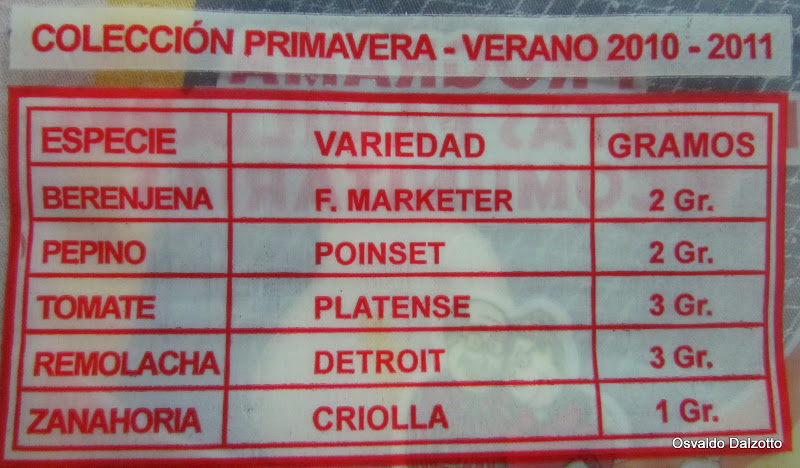 COLECCIÓN PRIMAVERA - VERANO 2010 - 2011
ESPECIE VARIEDAD GRAMOS
BERENJENA F. MARKETER 2 Gr.
PEPINO POINSET 2 Gr.
TOMATE PLATENSE 3 Gr.
REMOLACHA DETROIT 3 Gr.
ZANAHORIA CRIOLLA 1 Gr.
Osvaldo Dalzotto